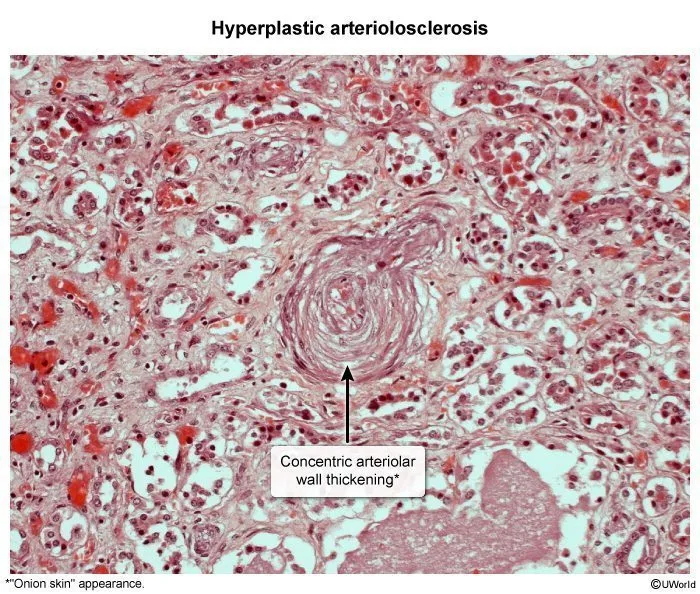 Hyperplastic arteriolosclerosis
Concentric arteriolar
wall thickening*
*"Onion skin" appearance.
©UWorld